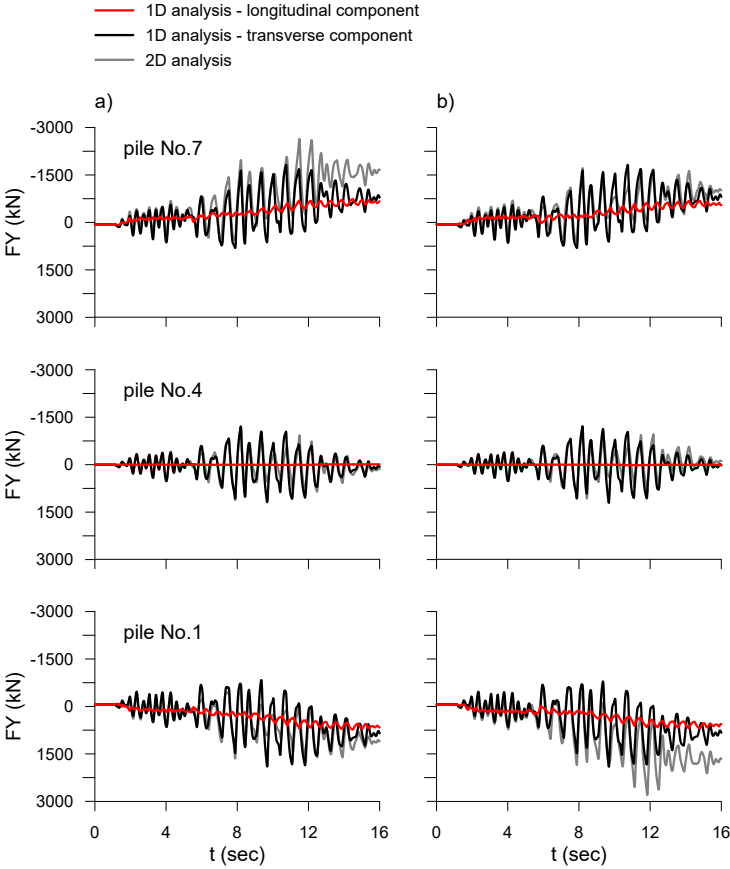 1D analysis - longitudinal component
1D analysis - transverse component
2D analysis
a)
b)
pile No.7
FY (kN)
-3000
-1500
0
1500
3000
pile No.4
FY (kN)
-3000
-1500
0
1500
3000
pile No.1
FY (kN)
-3000
-1500
0
1500
3000
0 4 8 12 16
t (sec)
0 4 8 12 16
t (sec)